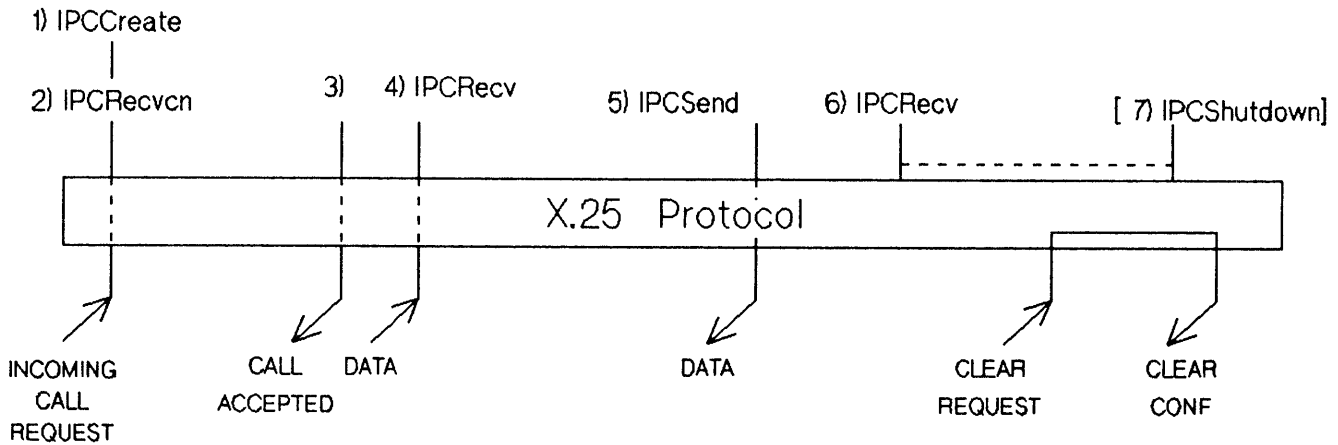 1) IPCCreate
2) IPCRecvcn
3)
4) IPCRecv
5) IPCSend
6) IPCRecv
[ 7) IPCShutdown]
X.25 Protocol
INCOMING
CALL
REQUEST
CALL
ACCEPTED
DATA
DATA
CLEAR
REQUEST
CLEAR
CONF